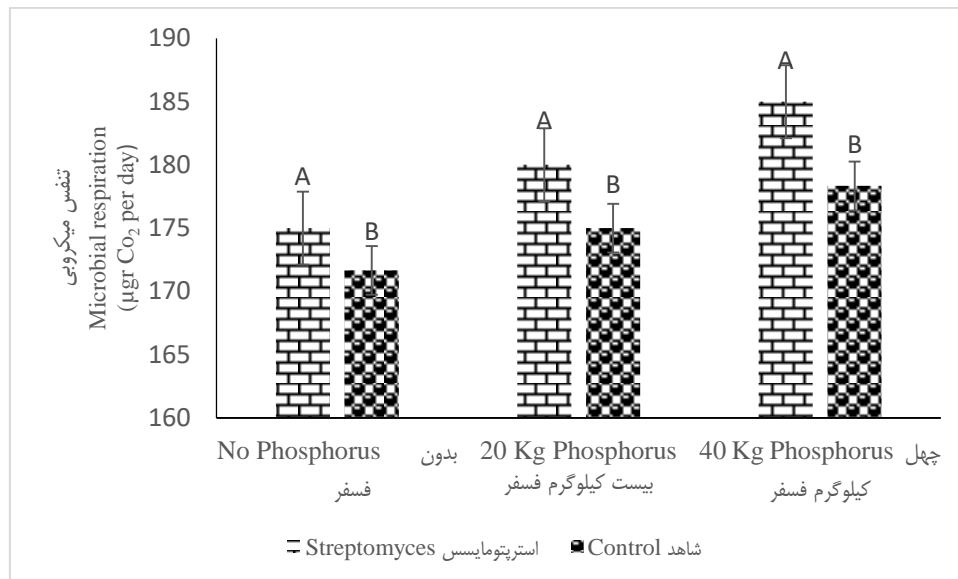 190
185
180
175
170
165
160
تنفس میکروبی
Microbial respiration
(µgr Co₂ per day)
A
B
A
B
A
B
No Phosphorus بدون
فسفر
20 Kg Phosphorus
بیست کیلوگرم فسفر
40 Kg Phosphorus چهل
کیلوگرم فسفر
Streptomyces استرپتومایسس
Control شاهد